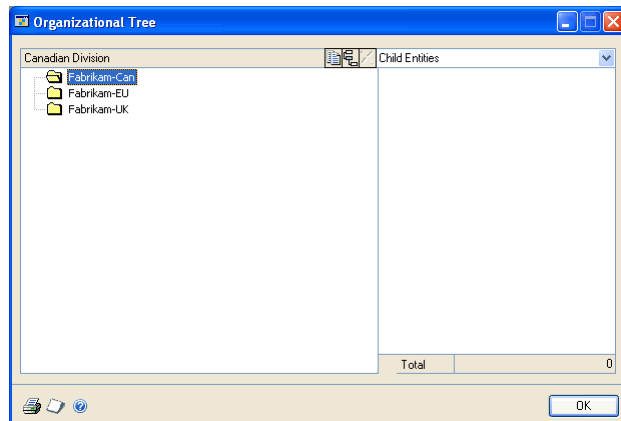 Organizational Tree
Canadian Division
Child Entities
Fabrikam-Can
Fabrikam-EU
Fabrikam-UK
Total 0
OK